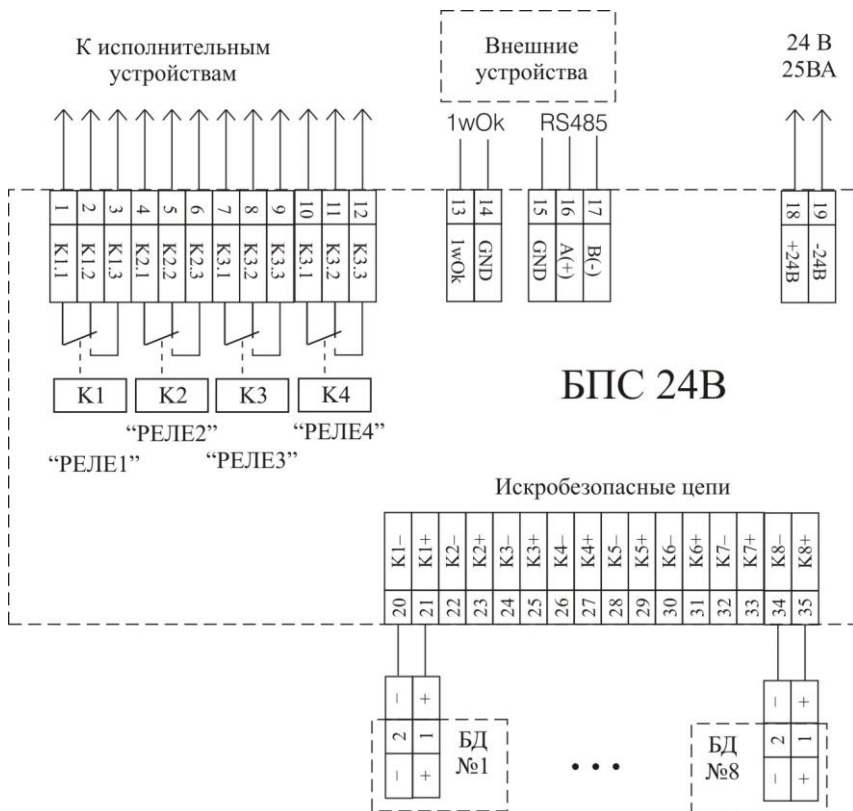 К исполнительным
устройствам
Внешние
устройства
24 В
25ВА
1wOk RS485
1 2 3 4 5 6 7 8 9 10 11 12
K1.1 K1.2 K1.3 K2.1 K2.2 K2.3 K3.1 K3.2 K3.3 K3.1 K3.2 K3.3
13 14
1wOk GND
15 16 17
GND A(+) B(-)
18 19
+24В -24В
K1 K2 K3 K4
“РЕЛЕ1” “РЕЛЕ2” “РЕЛЕ3” “РЕЛЕ4”
БПС 24В
Искробезопасные цепи
K1– K1+ K2– K2+ K3– K3+ K4– K4+ K5– K5+ K6– K6+ K7– K7+ K8– K8+
20 21 22 23 24 25 26 27 28 29 30 31 32 33 34 35
– +
2 1
– +
БД
№1
• • •
– +
2 1
– +
БД
№8